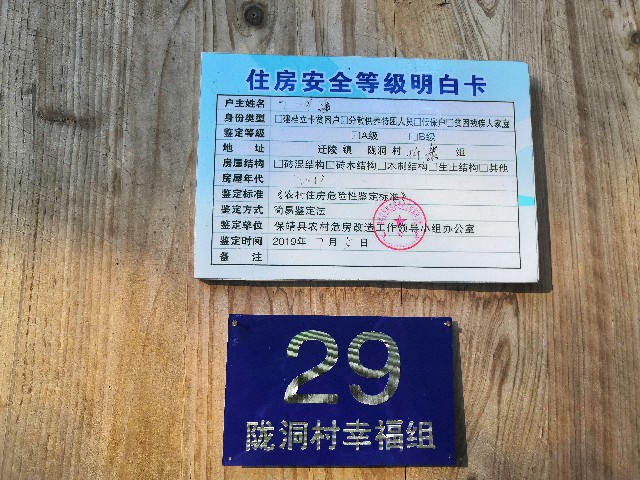 住房安全等级明白卡
户主姓名
身份类型 □建档立卡贫困户□分散供养特困人员□低保户□贫困残疾人家庭
鉴定等级 □A级 □B级
地 址 迁陵 镇 陇洞 村 组
房屋结构 □砖混结构□砖木结构□木制结构□生土结构□其他
房屋年代
鉴定标准 《农村住房危险性鉴定标准》
鉴定方式 简易鉴定法
鉴定单位 保靖县农村危房改造工作领导小组办公室
鉴定时间 2019年 月 日
备 注
29
陇洞村幸福组